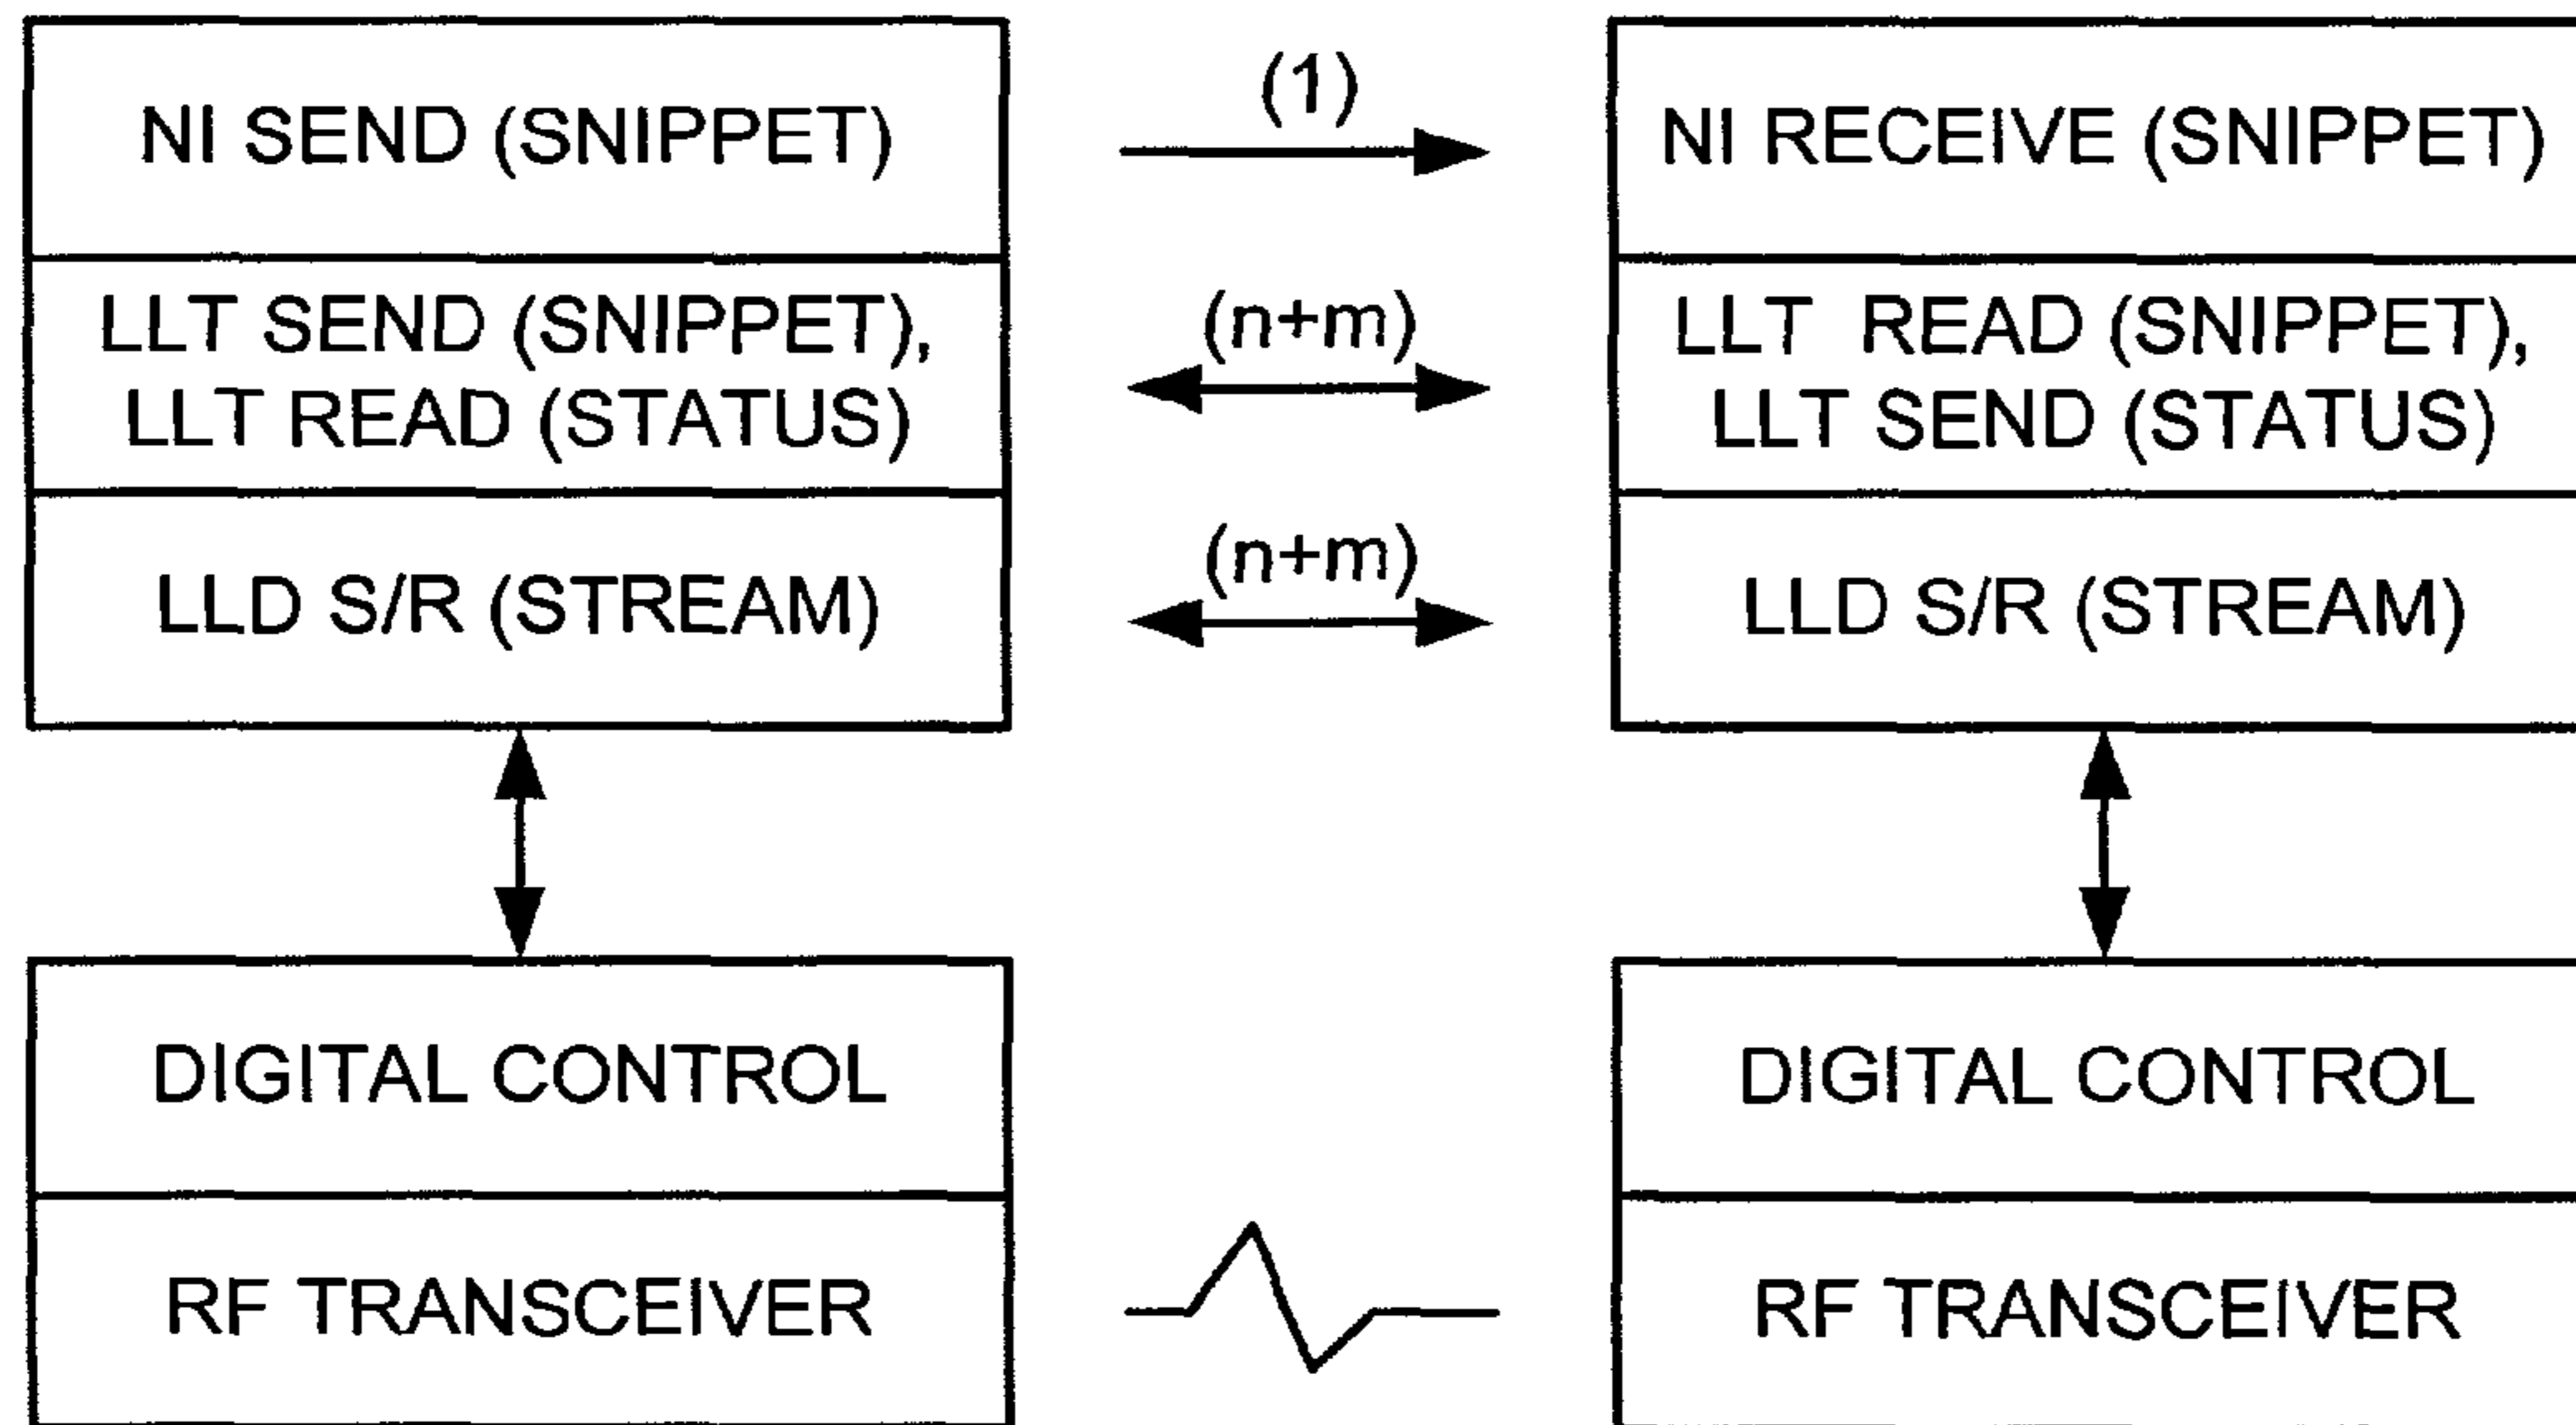 NI SEND (SNIPPET)
(1)
NI RECEIVE (SNIPPET)
LLT SEND (SNIPPET),
LLT READ (STATUS)
(n+m)
LLT READ (SNIPPET),
LLT SEND (STATUS)
LLD S/R (STREAM)
(n+m)
LLD S/R (STREAM)
DIGITAL CONTROL
DIGITAL CONTROL
RF TRANSCEIVER
RF TRANSCEIVER